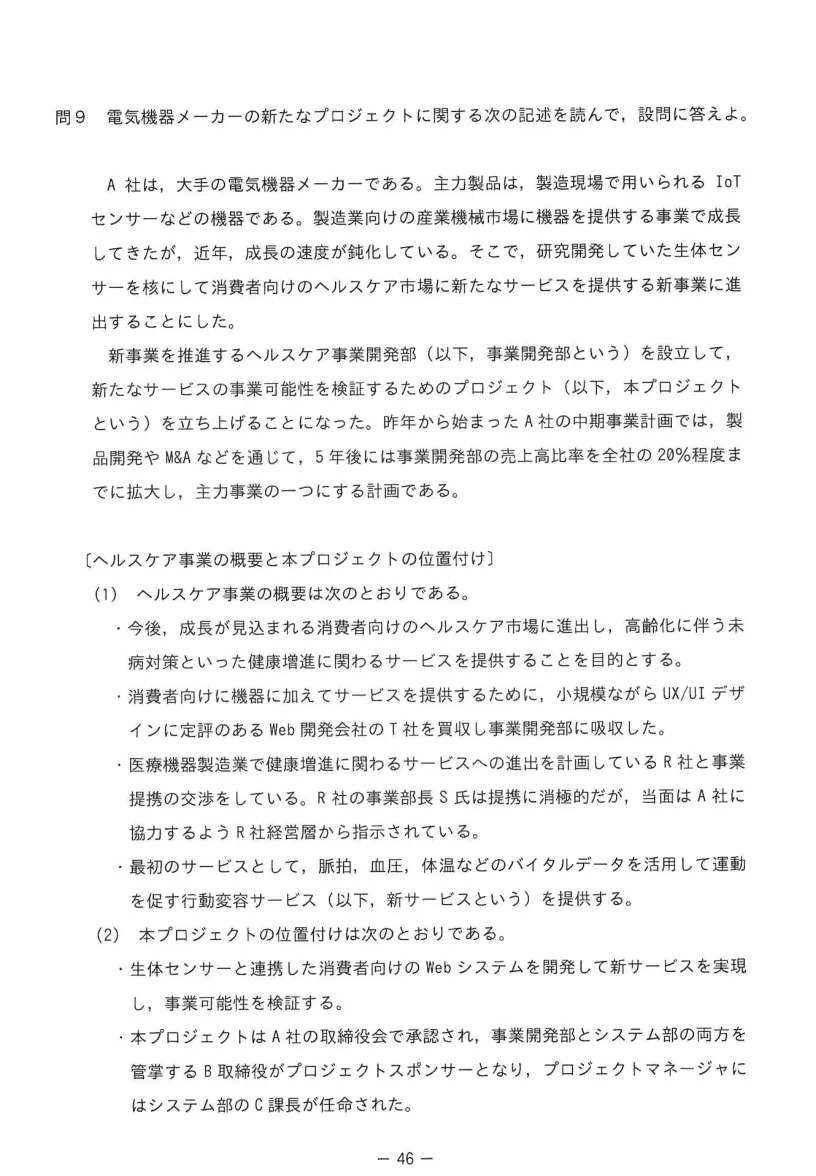 問9 電気機器メーカーの新たなプロジェクトに関する次の記述を読んで，設問に答えよ。
A 社は，大手の電気機器メーカーである。主力製品は，製造現場で用いられる IoT
センサーなどの機器である。製造業向けの産業機械市場に機器を提供する事業で成長
してきたが，近年，成長の速度が鈍化している。そこで，研究開発していた生体セン
サーを核にして消費者向けのヘルスケア市場に新たなサービスを提供する新事業に進
出することにした。
新事業を推進するヘルスケア事業開発部（以下，事業開発部という）を設立して，
新たなサービスの事業可能性を検証するためのプロジェクト（以下，本プロジェクト
という）を立ち上げることになった。昨年から始まった A 社の中期事業計画では，製
品開発や M&A などを通じて，5 年後には事業開発部の売上高比率を全社の 20％程度ま
でに拡大し，主力事業の一つにする計画である。
〔ヘルスケア事業の概要と本プロジェクトの位置付け〕
(1) ヘルスケア事業の概要は次のとおりである。
・今後，成長が見込まれる消費者向けのヘルスケア市場に進出し，高齢化に伴う未
病対策といった健康増進に関わるサービスを提供することを目的とする。
・消費者向けに機器に加えてサービスを提供するために，小規模ながら UX/UI デザ
インに定評のある Web 開発会社の T 社を買収し事業開発部に吸収した。
・医療機器製造業で健康増進に関わるサービスへの進出を計画している R 社と事業
提携の交渉をしている。R 社の事業部長 S 氏は提携に消極的だが，当面は A 社に
協力するよう R 社経営層から指示されている。
・最初のサービスとして，脈拍，血圧，体温などのバイタルデータを活用して運動
を促す行動変容サービス（以下，新サービスという）を提供する。
(2) 本プロジェクトの位置付けは次のとおりである。
・生体センサーと連携した消費者向けの Web システムを開発して新サービスを実現
し，事業可能性を検証する。
・本プロジェクトは A 社の取締役会で承認され，事業開発部とシステム部の両方を
管掌する B 取締役がプロジェクトスポンサーとなり，プロジェクトマネージャに
はシステム部の C 課長が任命された。
－ 46 －